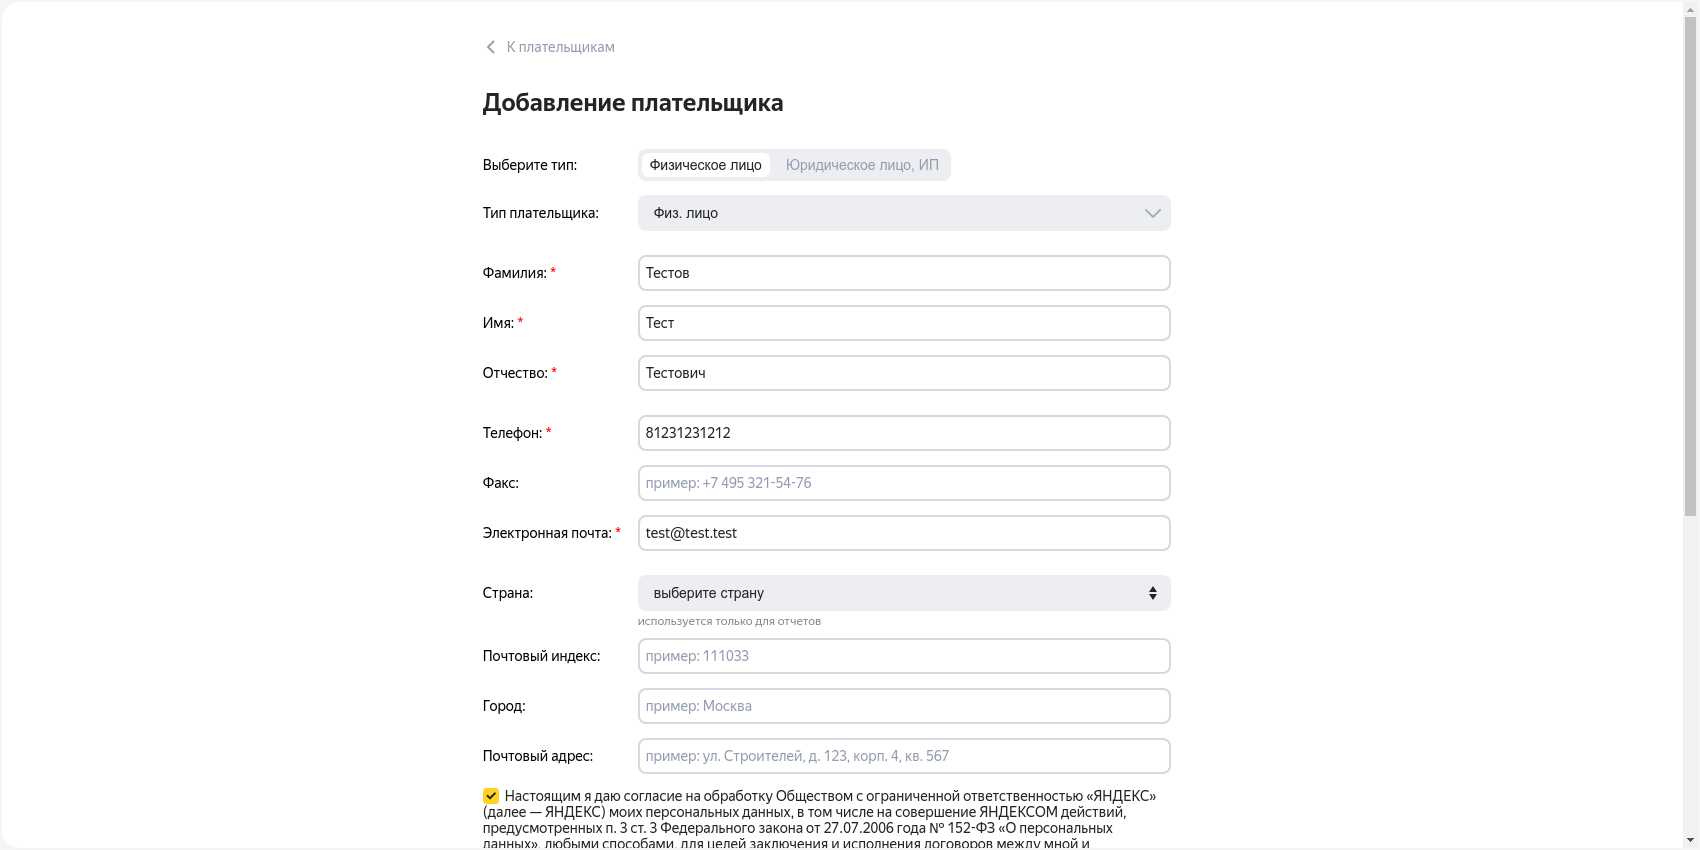 К плательщикам
Добавление плательщика
Выберите тип: Физическое лицо Юридическое лицо, ИП
Тип плательщика: Физ. лицо
Фамилия: * Тестов
Имя: * Тест
Отчество: * Тестович
Телефон: * 81231231212
Факс: пример: +7 495 321-54-76
Электронная почта: * test@test.test
Страна: выберите страну
используется только для отчетов
Почтовый индекс: пример: 111033
Город: пример: Москва
Почтовый адрес: пример: ул. Строителей, д. 123, корп. 4, кв. 567
Настоящим я даю согласие на обработку Обществом с ограниченной ответственностью «ЯНДЕКС»
(далее — ЯНДЕКС) моих персональных данных, в том числе на совершение ЯНДЕКСОМ действий,
предусмотренных п. 3 ст. 3 Федерального закона от 27.07.2006 года № 152-ФЗ «О персональных
данных», любыми способами, для целей заключения и исполнения договоров между мной и